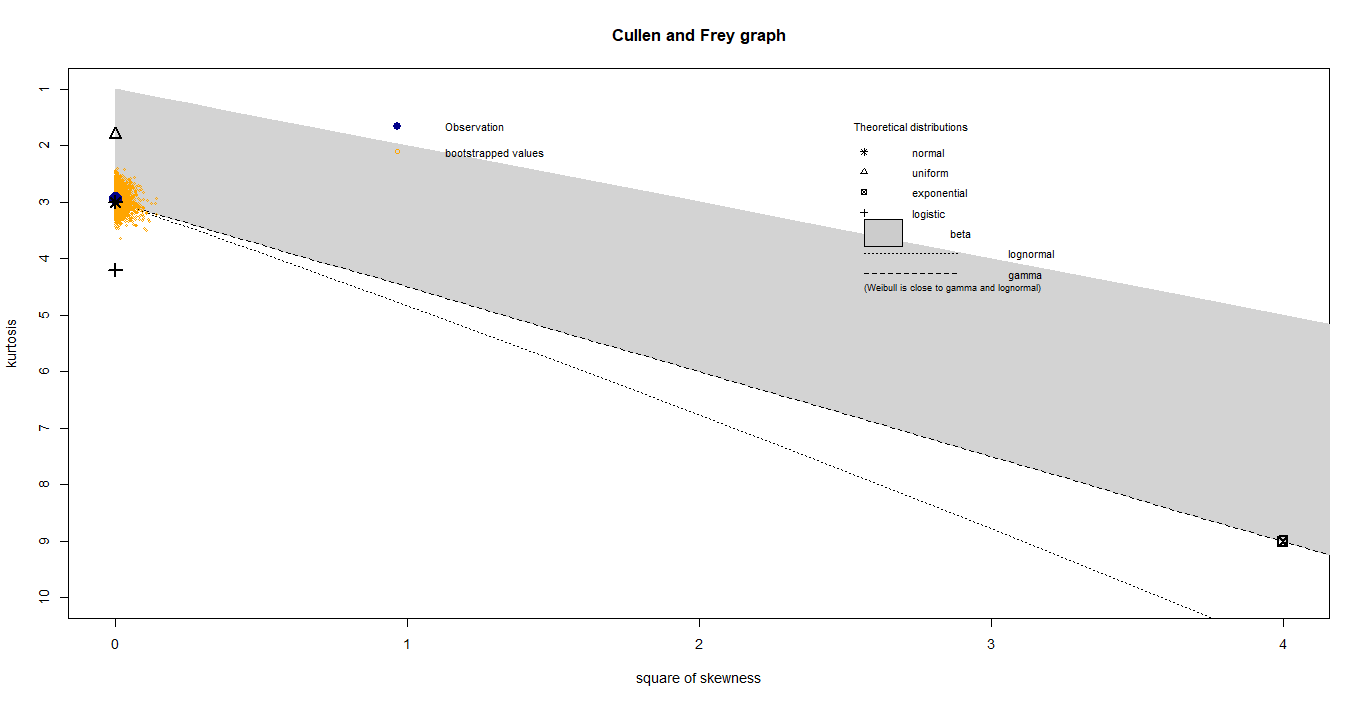 Cullen and Frey graph
kurtosis
1
2
3
4
5
6
7
8
9
10
Observation
bootstrapped values
Theoretical distributions
normal
uniform
exponential
logistic
beta
lognormal
gamma
(Weibull is close to gamma and lognormal)
0 1 2 3 4
square of skewness